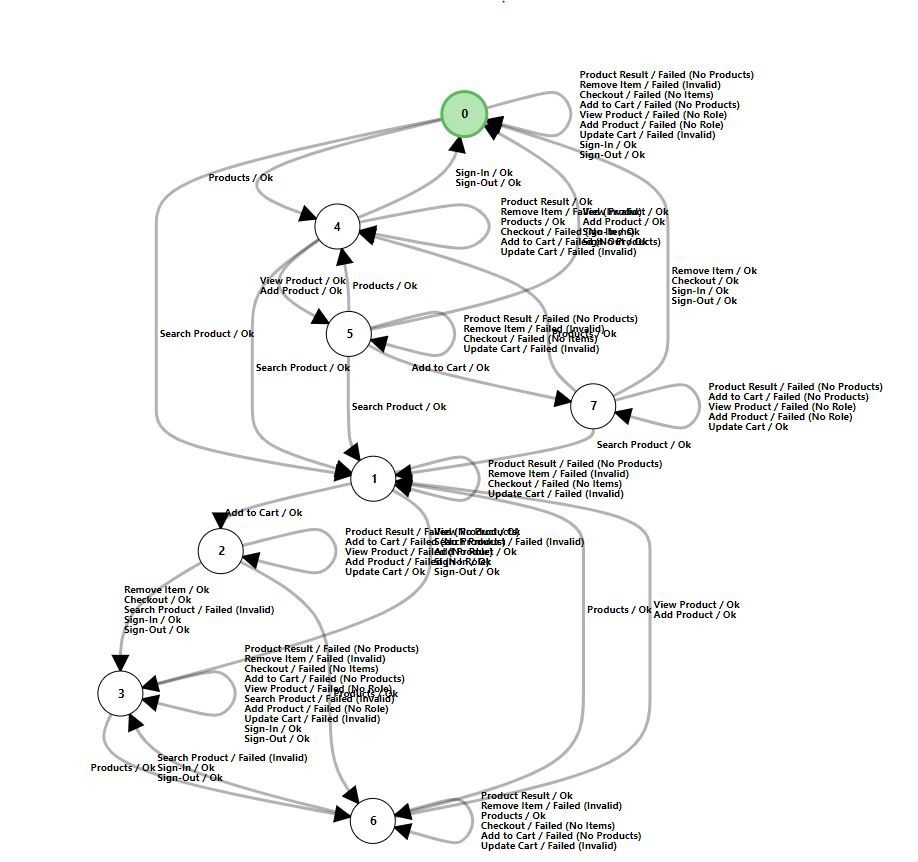 0
Product Result / Failed (No Products)
Remove Item / Failed (Invalid)
Checkout / Failed (No Items)
Add to Cart / Failed (No Products)
View Product / Failed (No Role)
Add Product / Failed (No Role)
Update Cart / Failed (Invalid)
Sign-In / Ok
Sign-Out / Ok
Products / Ok
Sign-In / Ok
Sign-Out / Ok
4
Product Result / Ok
Remove Item / Failed (Invalid)
Products / Ok
Checkout / Failed (No Items)
Add to Cart / Failed (No Products)
Update Cart / Failed (Invalid)
View Product / Ok
Add Product / Ok
Sign-In / Ok
Sign-Out / Ok
Remove Item / Ok
Checkout / Ok
Sign-In / Ok
Sign-Out / Ok
View Product / Ok
Add Product / Ok
Products / Ok
5
Product Result / Failed (No Products)
Remove Item / Failed (Invalid)
Checkout / Failed (No Items)
Update Cart / Failed (Invalid)
Products / Ok
Search Product / Ok
Search Product / Ok
Add to Cart / Ok
Search Product / Ok
7
Product Result / Failed (No Products)
Add to Cart / Failed (No Products)
View Product / Failed (No Role)
Add Product / Failed (No Role)
Update Cart / Ok
Search Product / Ok
1
Product Result / Failed (No Products)
Remove Item / Failed (Invalid)
Checkout / Failed (No Items)
Update Cart / Failed (Invalid)
Add to Cart / Ok
2
Product Result / Failed (No Products)
Add to Cart / Failed (No Products)
View Product / Failed (No Role)
Add Product / Failed (No Role)
Update Cart / Ok
View Product / Ok
Search Product / Failed (Invalid)
Add Product / Ok
Sign-In / Ok
Sign-Out / Ok
Remove Item / Ok
Checkout / Ok
Search Product / Failed (Invalid)
Sign-In / Ok
Sign-Out / Ok
Products / Ok
View Product / Ok
Add Product / Ok
3
Product Result / Failed (No Products)
Remove Item / Failed (Invalid)
Checkout / Failed (No Items)
Add to Cart / Failed (No Products)
View Product / Failed (No Role)
Search Product / Failed (Invalid)
Add Product / Failed (No Role)
Update Cart / Failed (Invalid)
Sign-In / Ok
Sign-Out / Ok
Products / Ok
Products / Ok
Search Product / Failed (Invalid)
Sign-In / Ok
Sign-Out / Ok
6
Product Result / Ok
Remove Item / Failed (Invalid)
Products / Ok
Checkout / Failed (No Items)
Add to Cart / Failed (No Products)
Update Cart / Failed (Invalid)